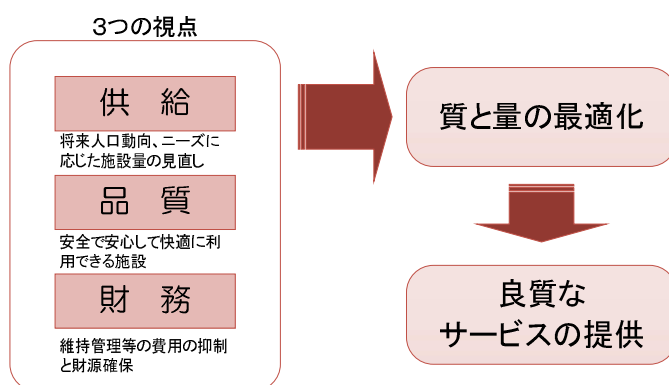 3つの視点
供 給
将来人口動向、ニーズに
応じた施設量の見直し
品 質
安全で安心して快適に利
用できる施設
財 務
維持管理等の費用の抑制
と財源確保
質と量の最適化
良質な
サービスの提供